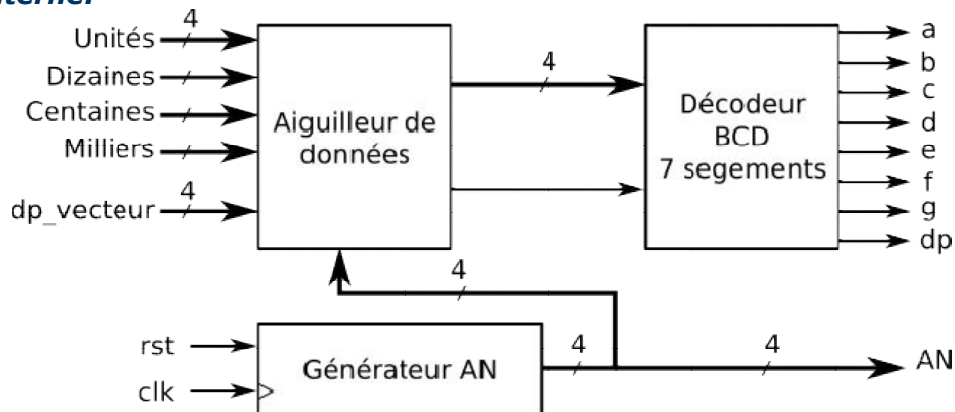 4
Unités
Dizaines
Centaines
Milliers
4
dp_vecteur
Aiguilleur de
données
4
Décodeur
BCD
7 segements
a
b
c
d
e
f
g
dp
4
rst
clk
Générateur AN
4
4
AN